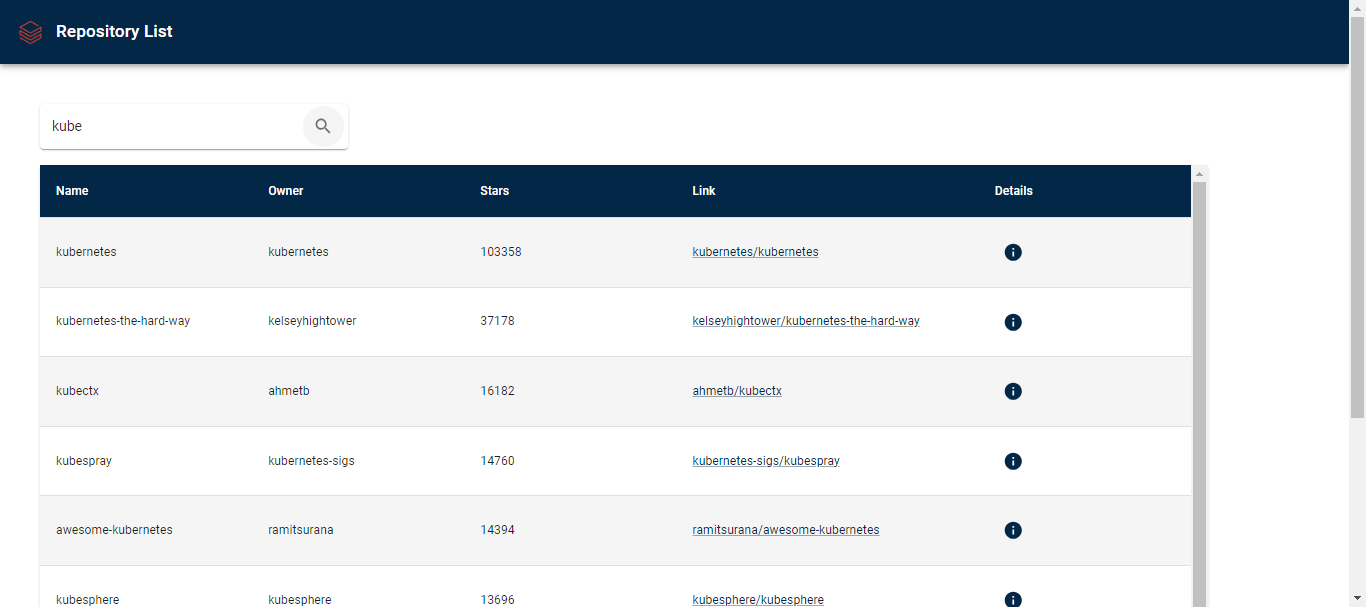 Repository List
kube
Name Owner Stars Link Details
kubernetes kubernetes 103358 kubernetes/kubernetes
kubernetes-the-hard-way kelseyhightower 37178 kelseyhightower/kubernetes-the-hard-way
kubectx ahmetb 16182 ahmetb/kubectx
kubespray kubernetes-sigs 14760 kubernetes-sigs/kubespray
awesome-kubernetes ramitsurana 14394 ramitsurana/awesome-kubernetes
kubesphere kubesphere 13696 kubesphere/kubesphere